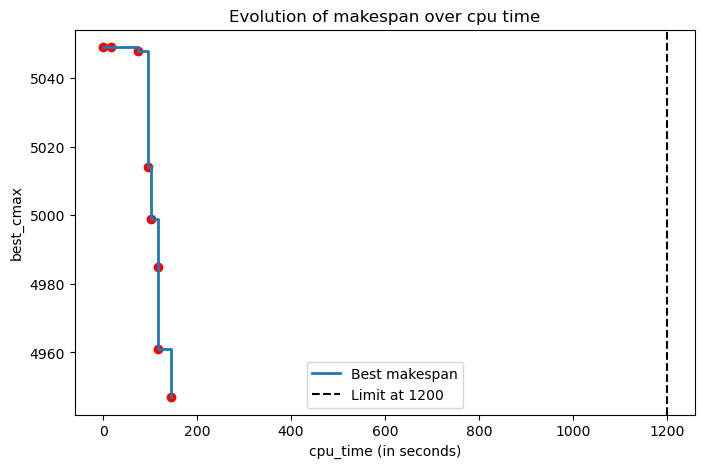 Evolution of makespan over cpu time
best_cmax
5040
5020
5000
4980
4960
Best makespan
Limit at 1200
0
200
400
600
800
1000
1200
cpu_time (in seconds)